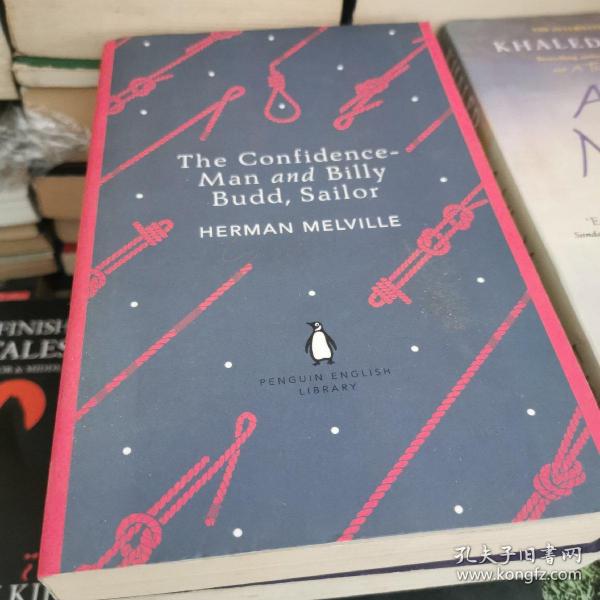 The Confidence-
Man and Billy
Budd, Sailor
HERMAN MELVILLE
PENGUIN ENGLISH
LIBRARY
KHALED
FINISH
TALES
孔夫子旧书网
www.kongfz.com